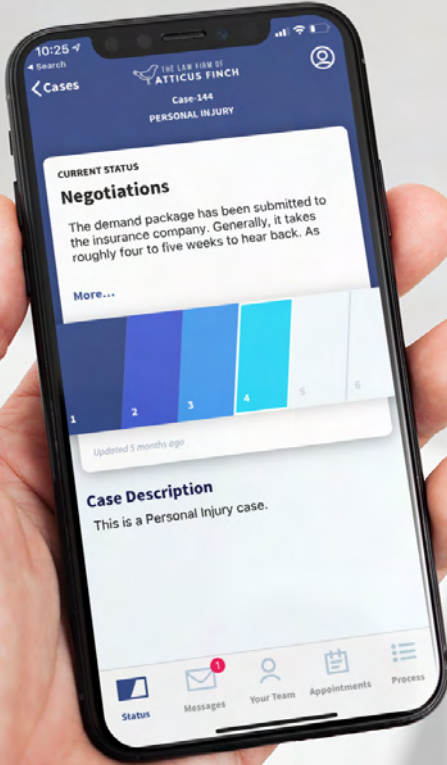 10:25
Search
Cases
THE LAW FIRM OF
ATTICUS FINCH
Case-144
PERSONAL INJURY
CURRENT STATUS
Negotiations
The demand package has been submitted to
the insurance company. Generally, it takes
roughly four to five weeks to hear back. As
More...
1 2 3 4 5 6
Updated 5 months ago
Case Description
This is a Personal Injury case.
1
Status Messages Your Team Appointments Process